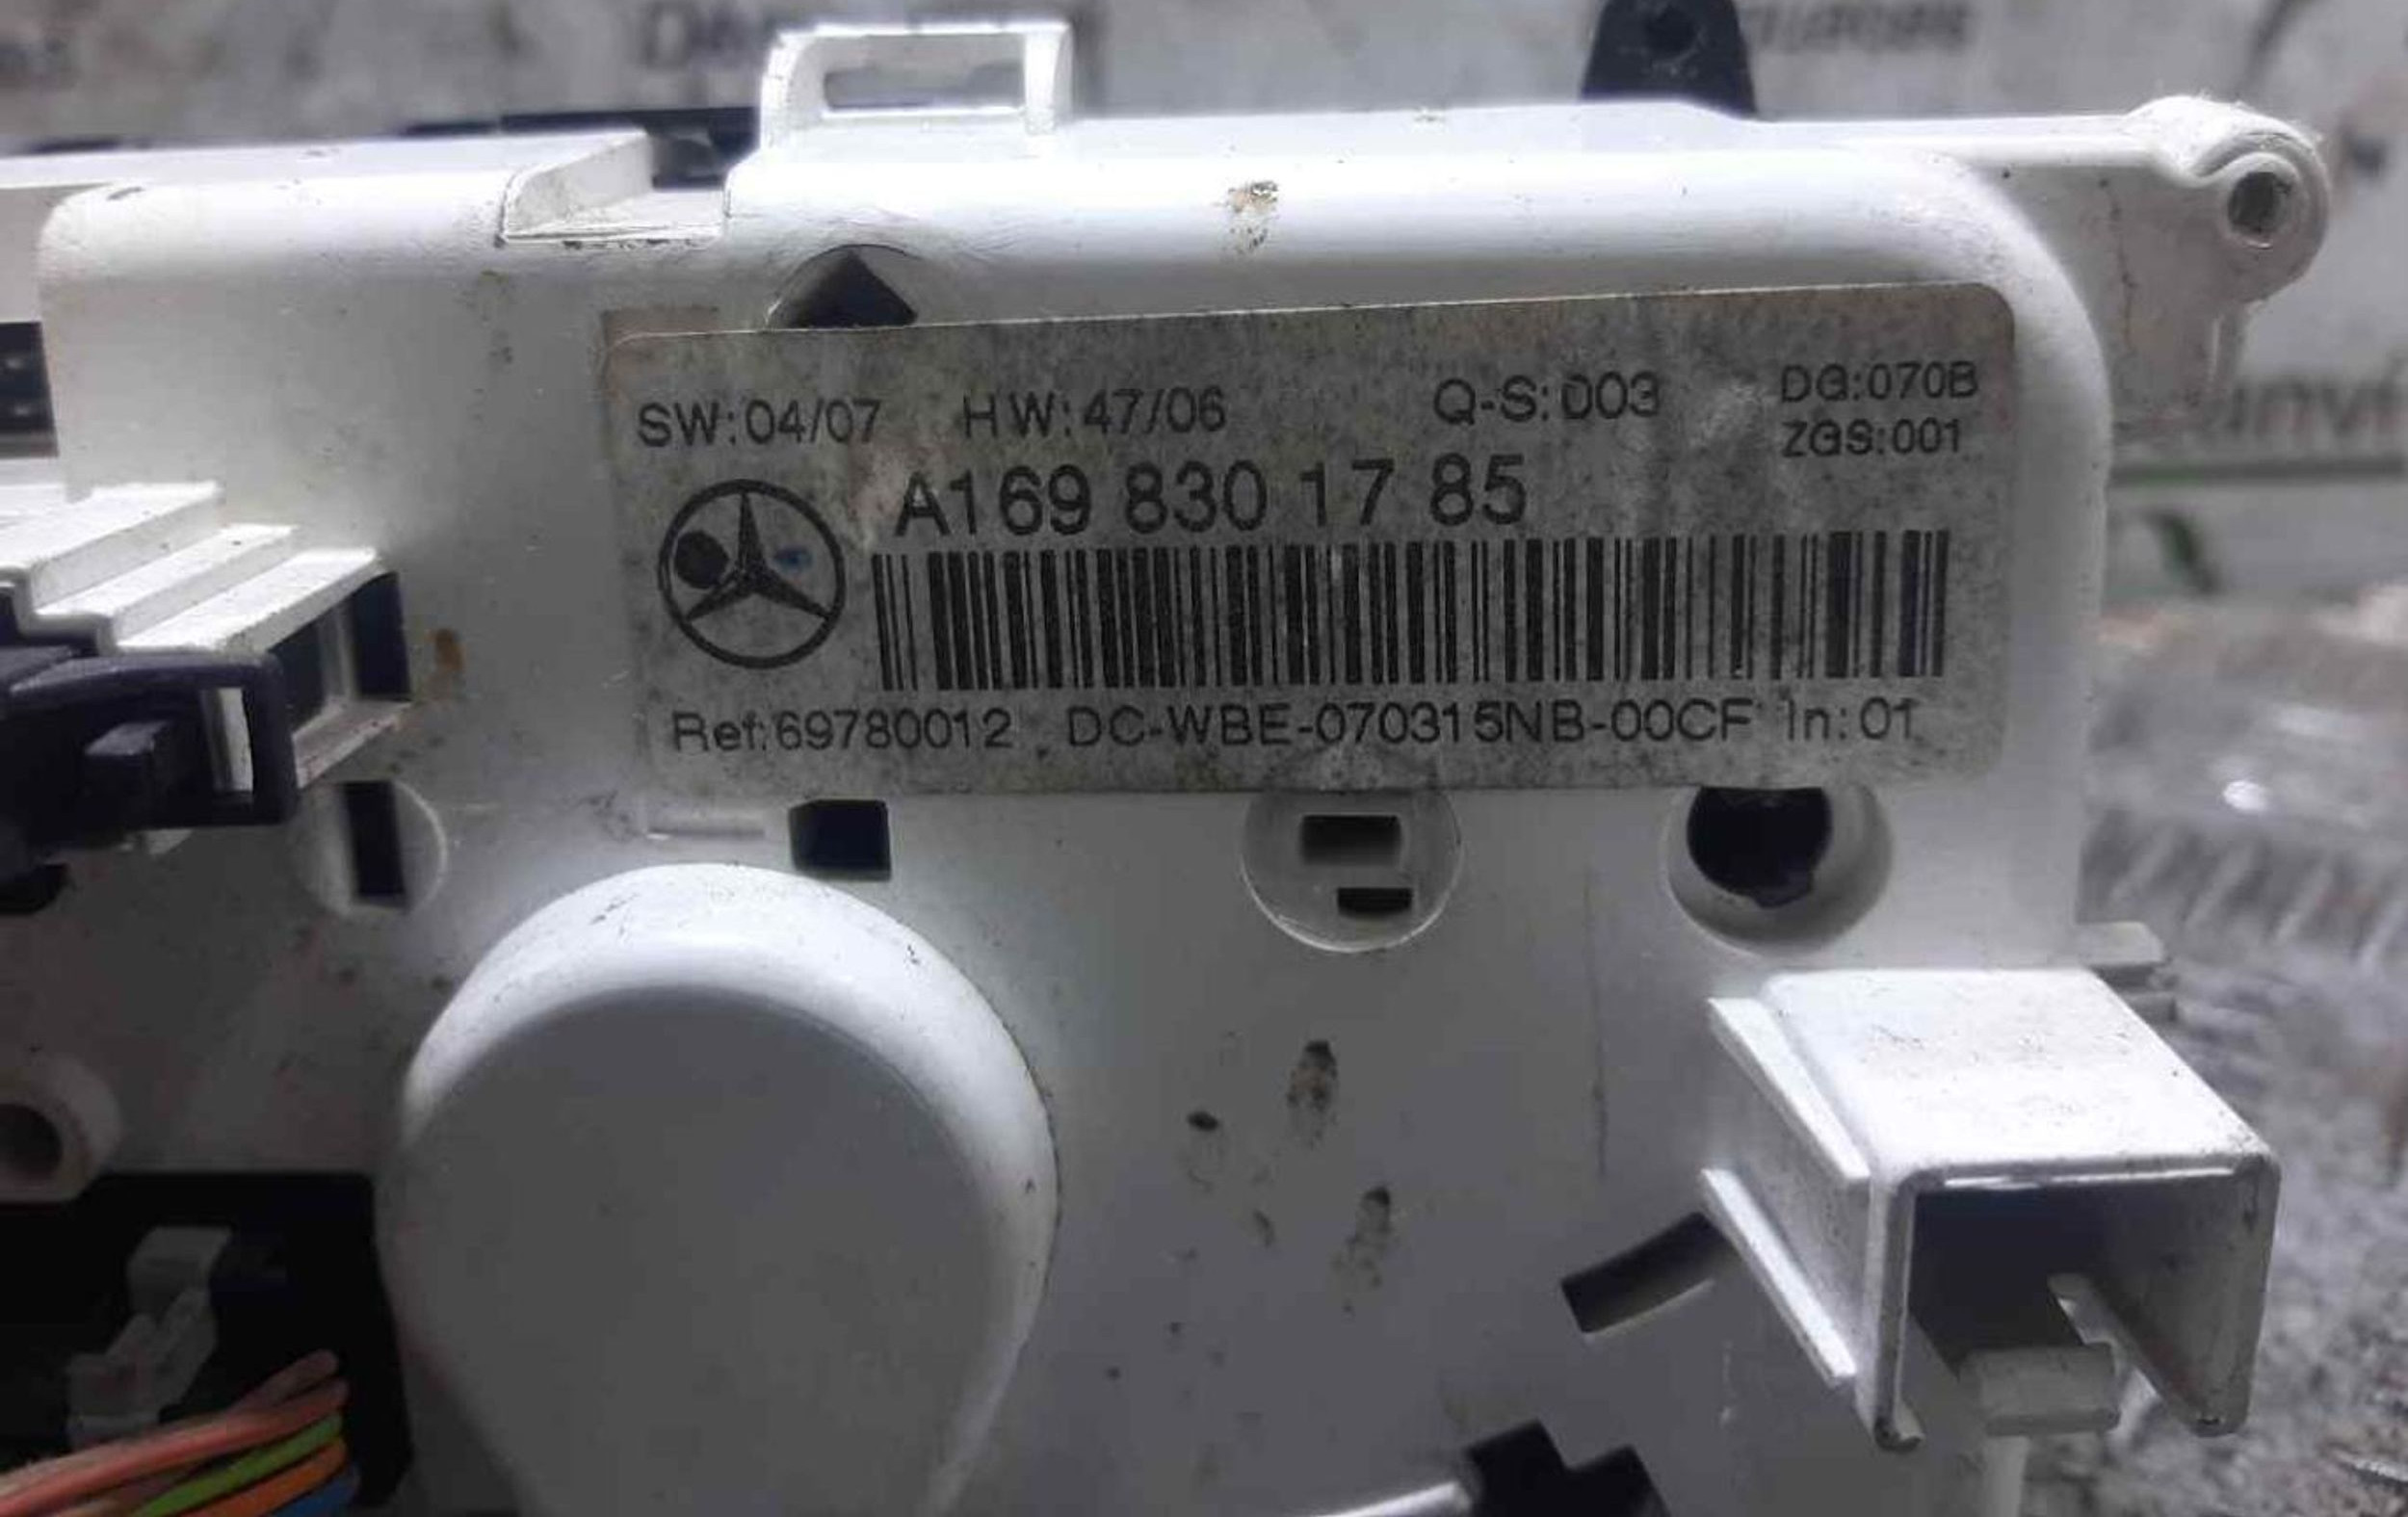 SW:04/07 HW:47/06 Q-S:003 DG:070B
ZGS:001
A169 830 17 85
Ref:69780012 DC-WBE-070315NB-00CF In:01